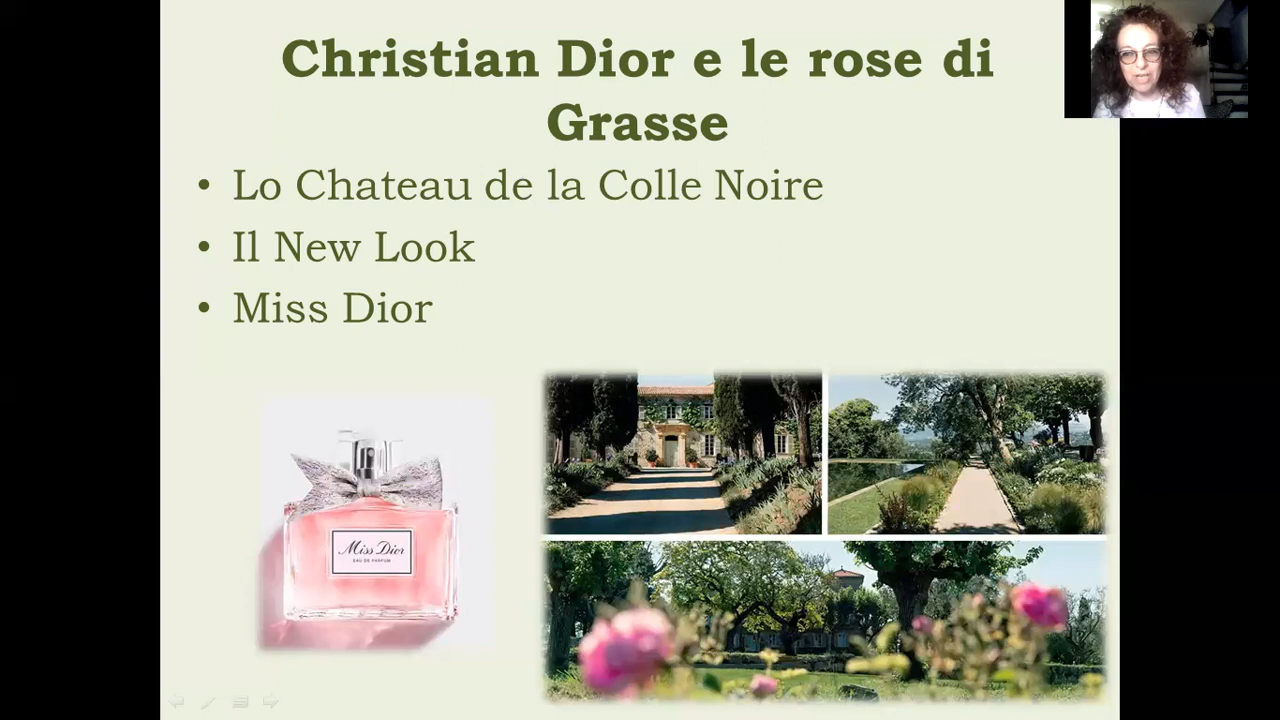 Christian Dior e le rose di
Grasse
• Lo Chateau de la Colle Noire
• Il New Look
• Miss Dior
Miss Dior
EAU DE PARFUM